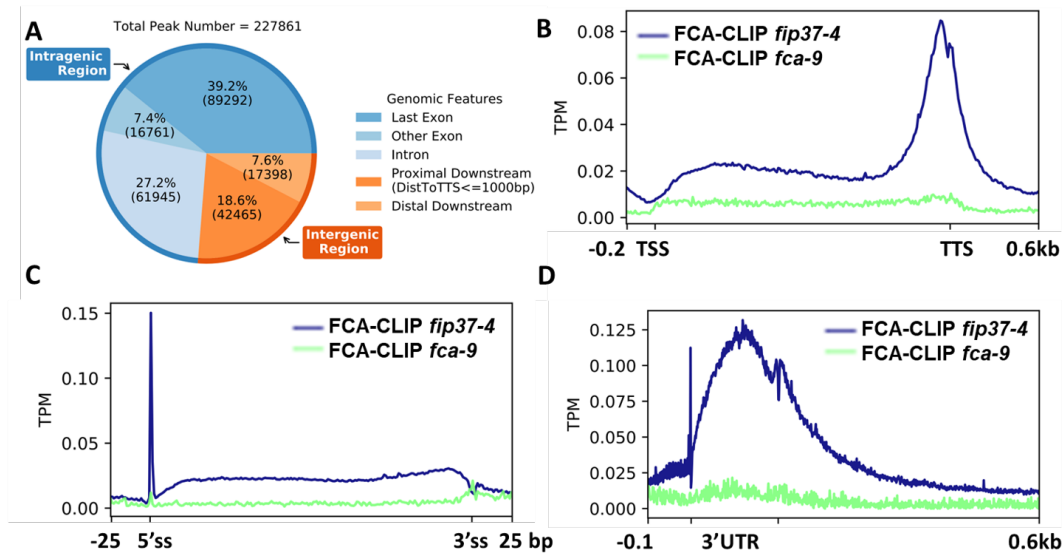 A
Total Peak Number = 227861
Intragenic
Region
39.2%
(89292)
7.4%
(16761)
27.2%
(61945)
18.6%
(42465)
7.6%
(17398)
Genomic Features
Last Exon
Other Exon
Intron
Proximal Downstream
(DistToTTS<=1000bp)
Distal Downstream
Intergenic
Region
B
FCA-CLIP fip37-4
FCA-CLIP fca-9
TPM
0.08
0.06
0.04
0.02
0.00
-0.2 TSS TTS 0.6kb
C
FCA-CLIP fip37-4
FCA-CLIP fca-9
TPM
0.15
0.10
0.05
0.00
-25 5'ss 3'ss 25 bp
D
FCA-CLIP fip37-4
FCA-CLIP fca-9
TPM
0.125
0.100
0.075
0.050
0.025
0.000
-0.1 3'UTR 0.6kb